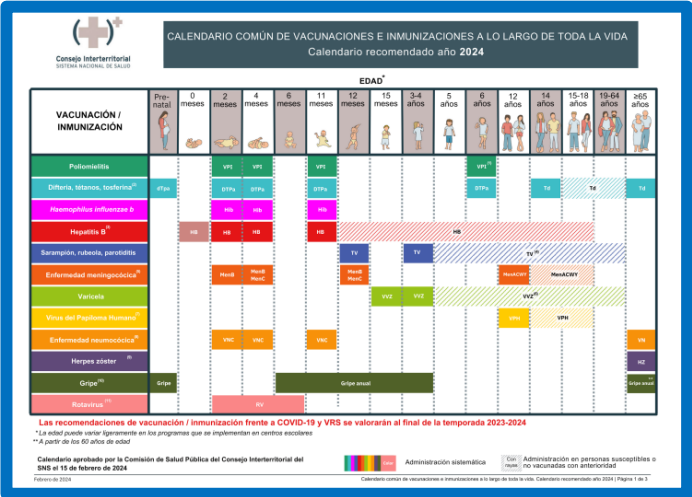 Consejo Interterritorial
SISTEMA NACIONAL DE SALUD
CALENDARIO COMÚN DE VACUNACIONES E INMUNIZACIONES A LO LARGO DE TODA LA VIDA
Calendario recomendado año 2024
EDAD*
VACUNACIÓN / INMUNIZACIÓN
Pre-natal 0 meses 2 meses 4 meses 6 meses 11 meses 12 meses 15 meses 3-4 años 5 años 6 años 12 años 14 años 15-18 años 19-64 años ≥65 años
Poliomielitis VPI VPI VPI VPI
Difteria, tétanos, tosferina dTpa DTPa DTPa DTPa DTPa Td Td Td
Haemophilus influenzae b Hib Hib Hib
Hepatitis B HB HB HB HB HB
Sarampión, rubeola, parotiditis TV TV TV
Enfermedad meningocócica MenB MenB MenC MenB MenC MenACWY MenACWY
Varicela VVZ VVZ VVZ
Virus del Papiloma Humano VPH VPH
Enfermedad neumocócica VNC VNC VNC VN
Herpes zóster HZ
Gripe Gripe Gripe anual Gripe anual
Rotavirus RV
Las recomendaciones de vacunación / inmunización frente a COVID-19 y VRS se valorarán al final de la temporada 2023-2024
* La edad puede variar ligeramente en los programas que se implementan en centros escolares
** A partir de los 60 años de edad
Calendario aprobado por la Comisión de Salud Pública del Consejo Interterritorial del
SNS el 15 de febrero de 2024
Color Administración sistemática
Con rayas Administración en personas susceptibles o
no vacunadas con anterioridad
Febrero de 2024
Calendario común de vacunaciones e inmunizaciones a lo largo de toda la vida. Calendario recomendado año 2024 | Página 1 de 3